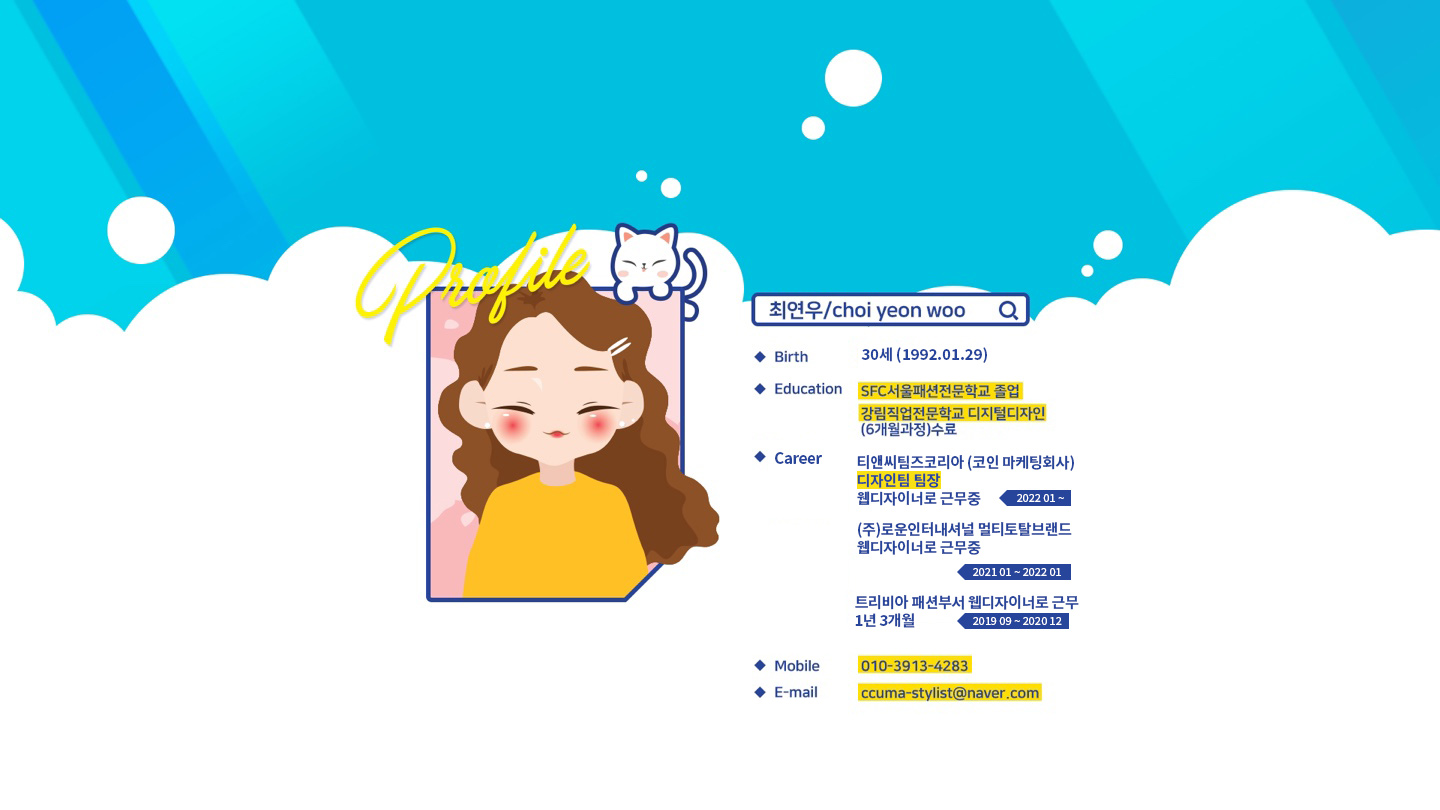 Profile
최연우/choi yeon woo
Birth 30세 (1992.01.29)
Education SFC서울패션전문학교 졸업
강림직업전문학교 디지털디자인
(6개월과정)수료
Career 티앤씨팀즈코리아 (코인 마케팅회사)
디자인팀 팀장
웹디자이너로 근무중 2022 01 ~
(주)로운인터내셔널 멀티토탈브랜드
웹디자이너로 근무중
2021 01 ~ 2022 01
트리비아 패션부서 웹디자이너로 근무
1년 3개월 2019 09 ~ 2020 12
Mobile 010-3913-4283
E-mail ccuma-stylist@naver.com